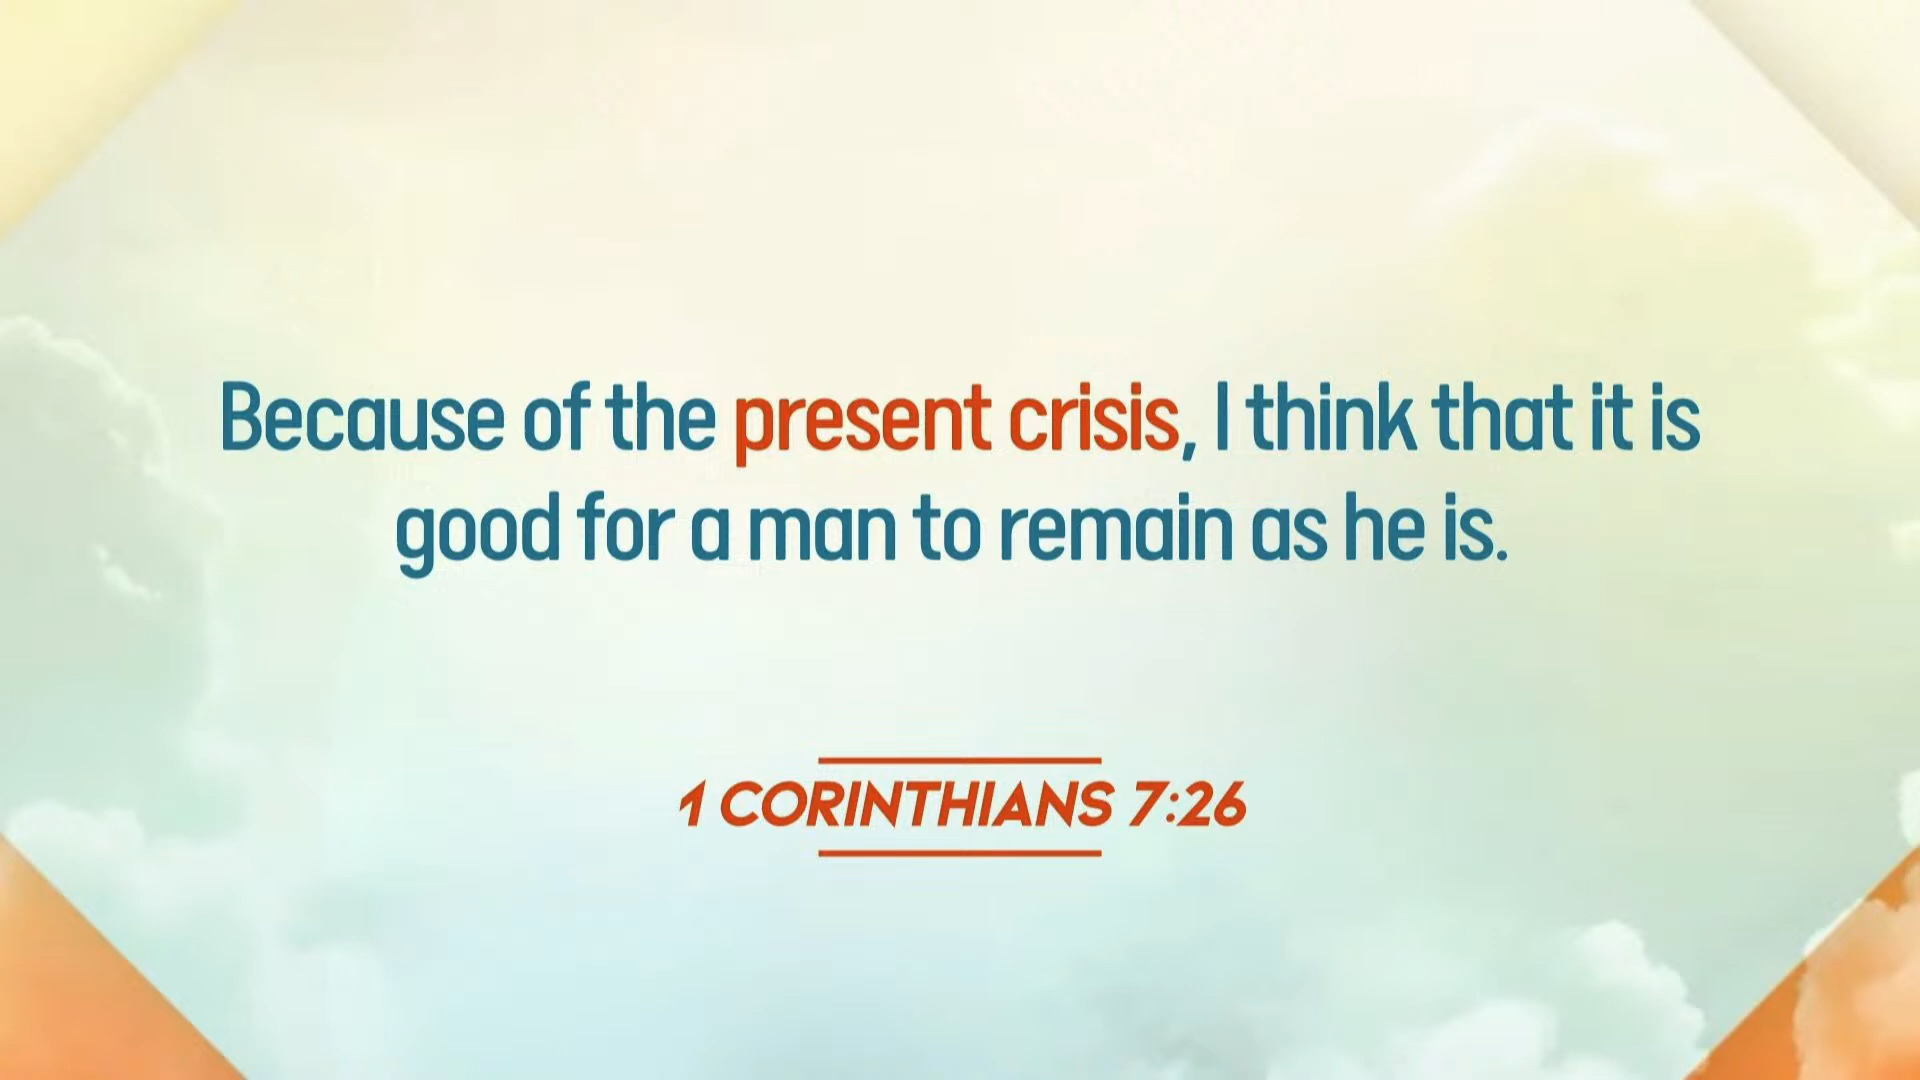 Because of the present crisis, I think that it is
good for a man to remain as he is.
1 CORINTHIANS 7:26